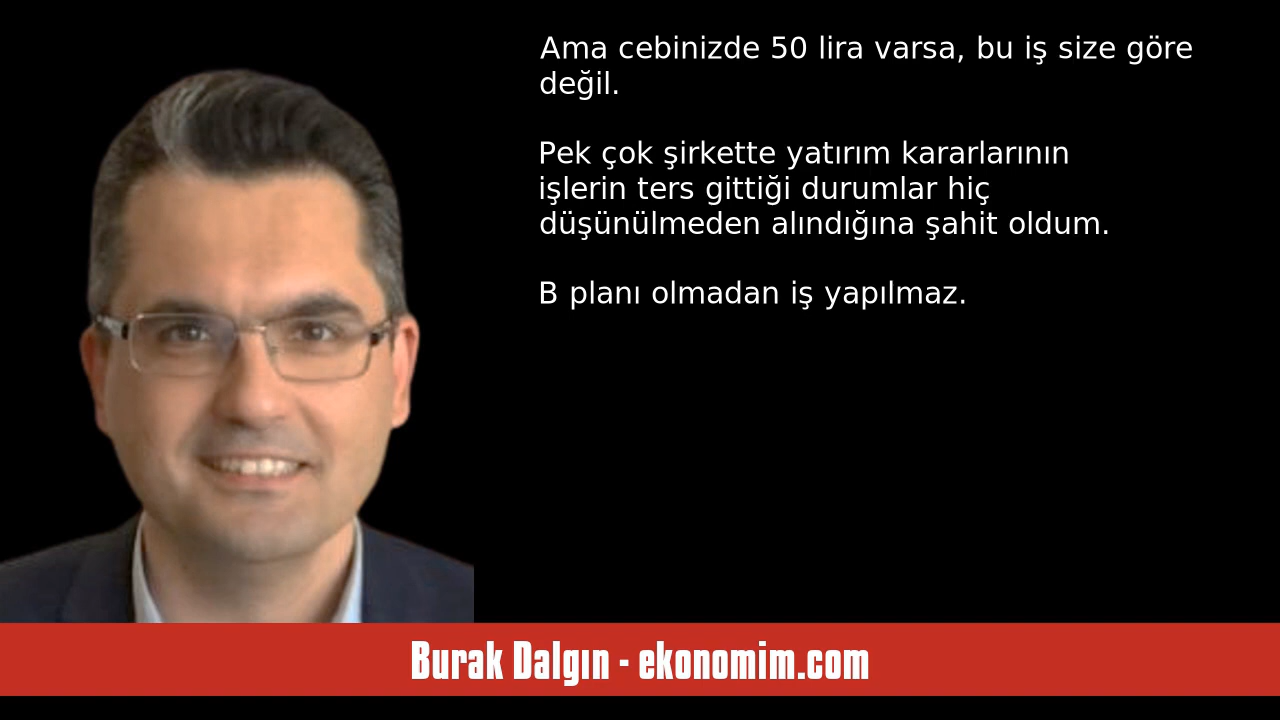 Ama cebinizde 50 lira varsa, bu iş size göre
değil.
Pek çok şirkette yatırım kararlarının
işlerin ters gittiği durumlar hiç
düşünülmeden alındığına şahit oldum.
B planı olmadan iş yapılmaz.
Burak Dalgın - ekonomim.com